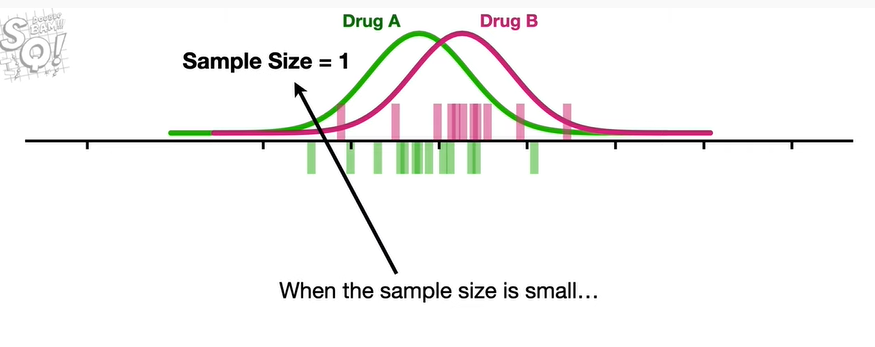 Drug A
Drug B
Sample Size = 1
When the sample size is small…